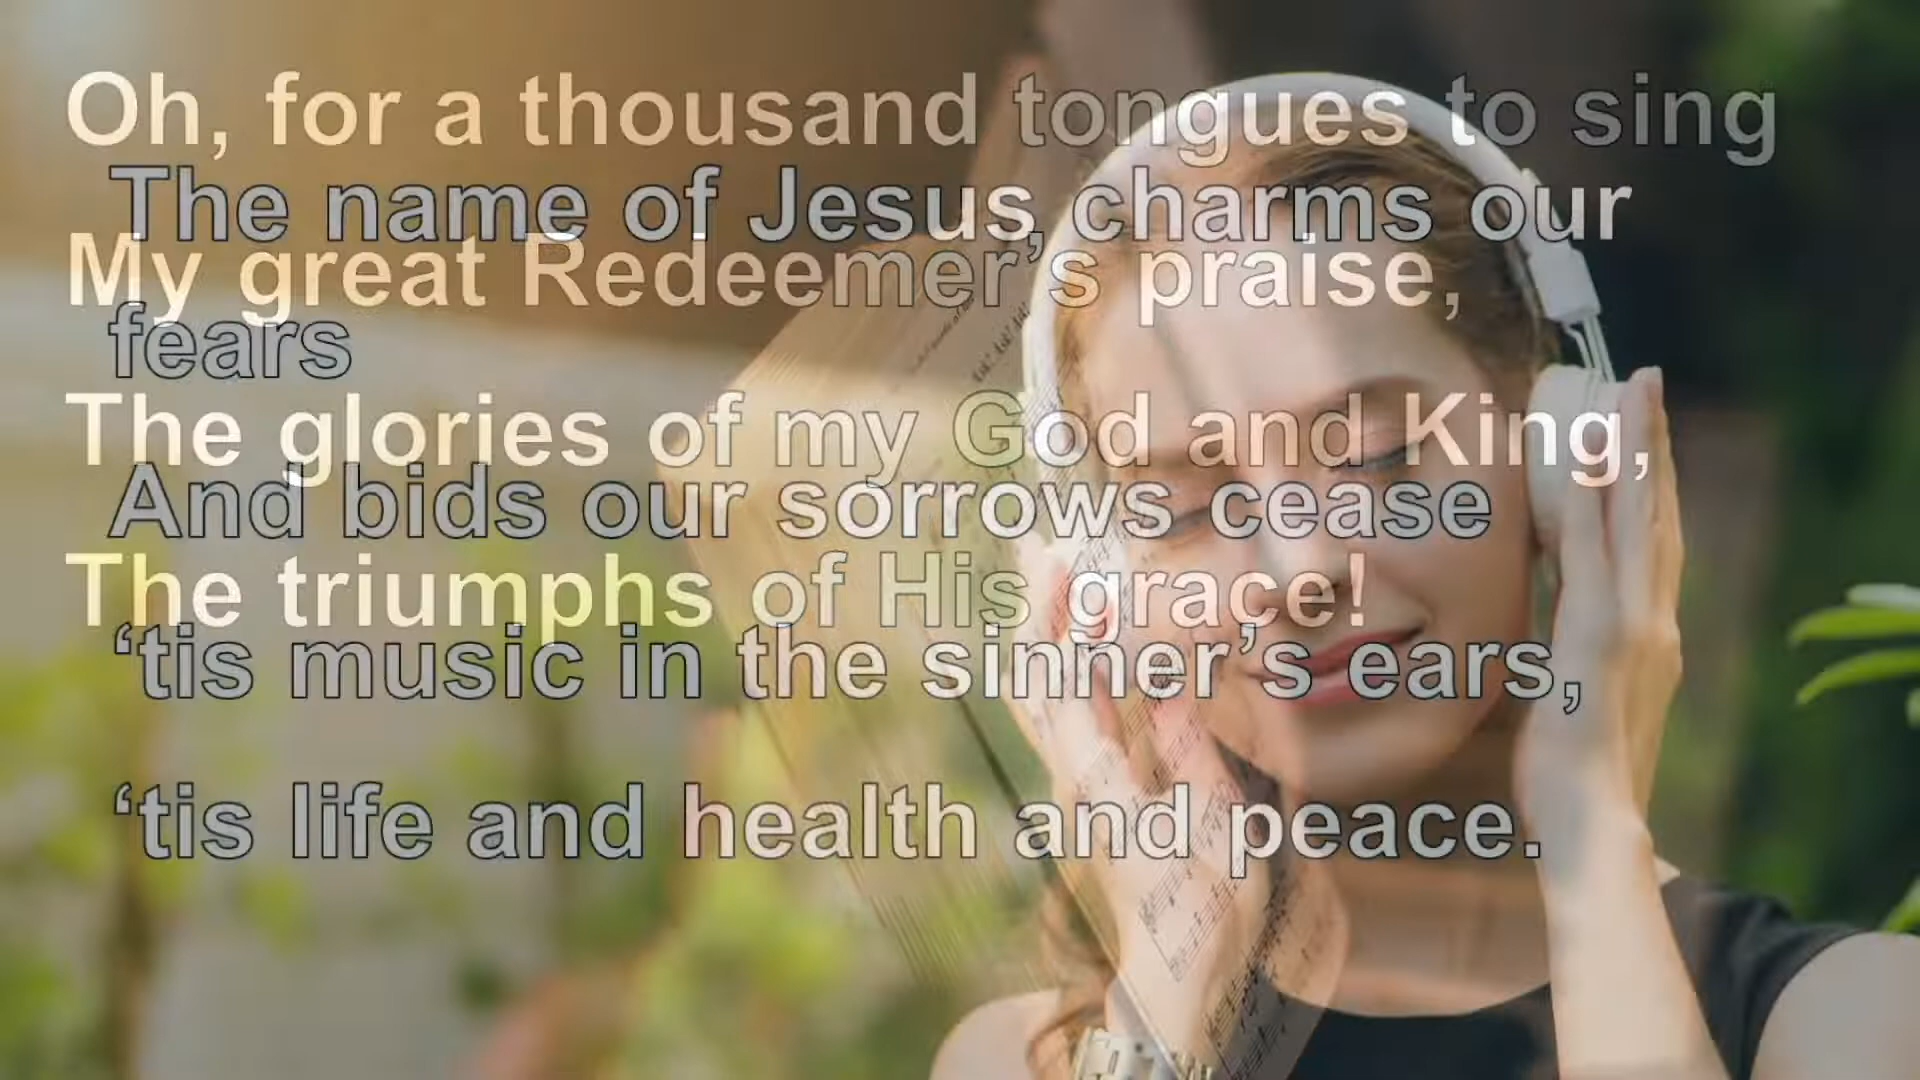 Oh, for a thousand tongues to sing
My great Redeemer's praise,
The glories of my God and King,
The triumphs of His grace!
The name of Jesus, charms our
fears
And bids our sorrows cease
‘tis music in the sinner’s ears,
‘tis life and health and peace.